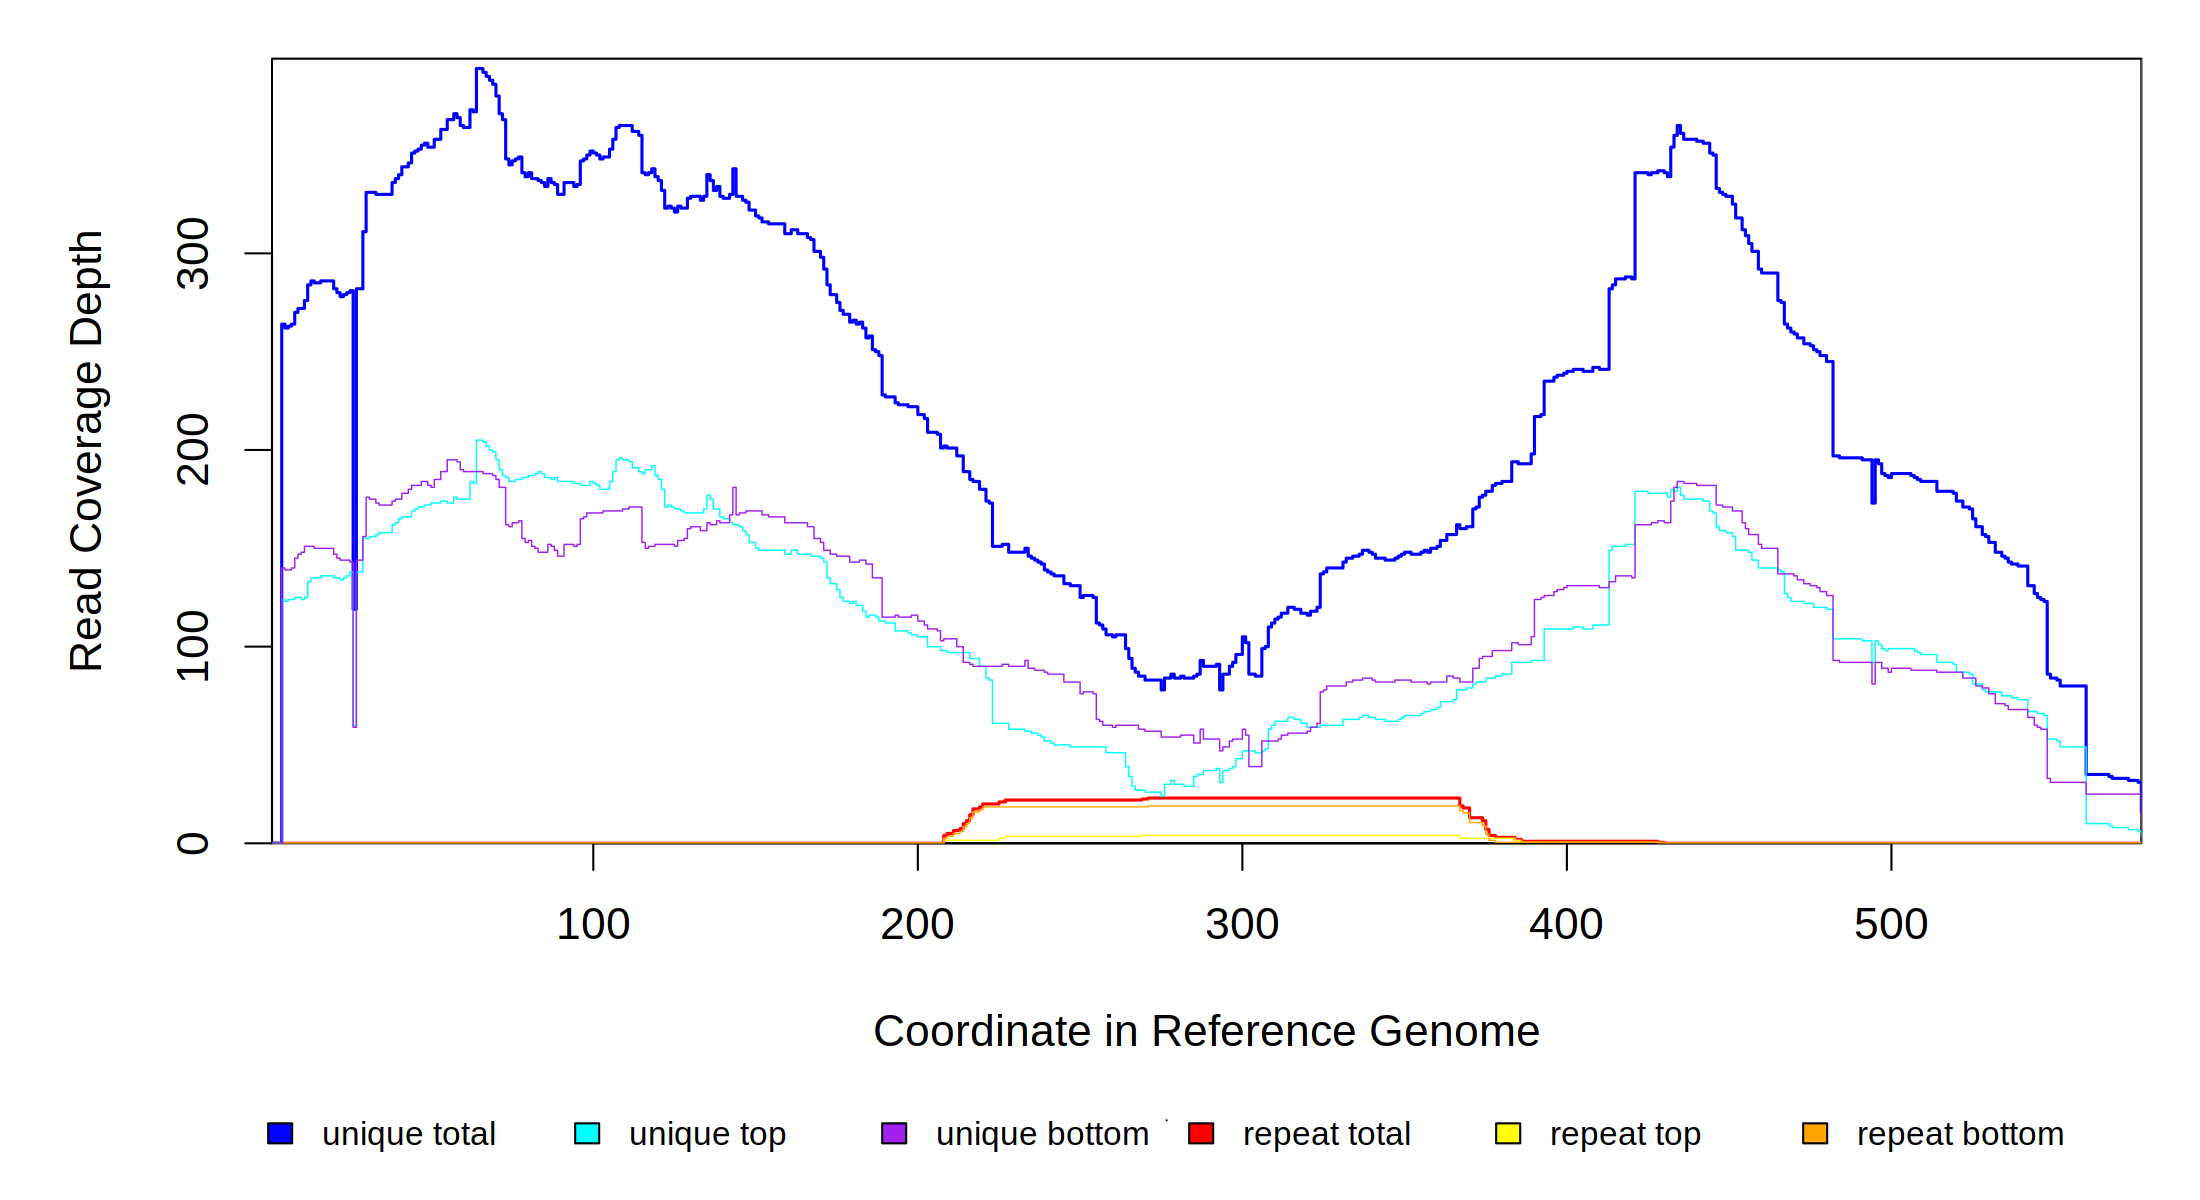 Read Coverage Depth
300
200
100
0
100 200 300 400 500
Coordinate in Reference Genome
unique total unique top unique bottom repeat total repeat top repeat bottom